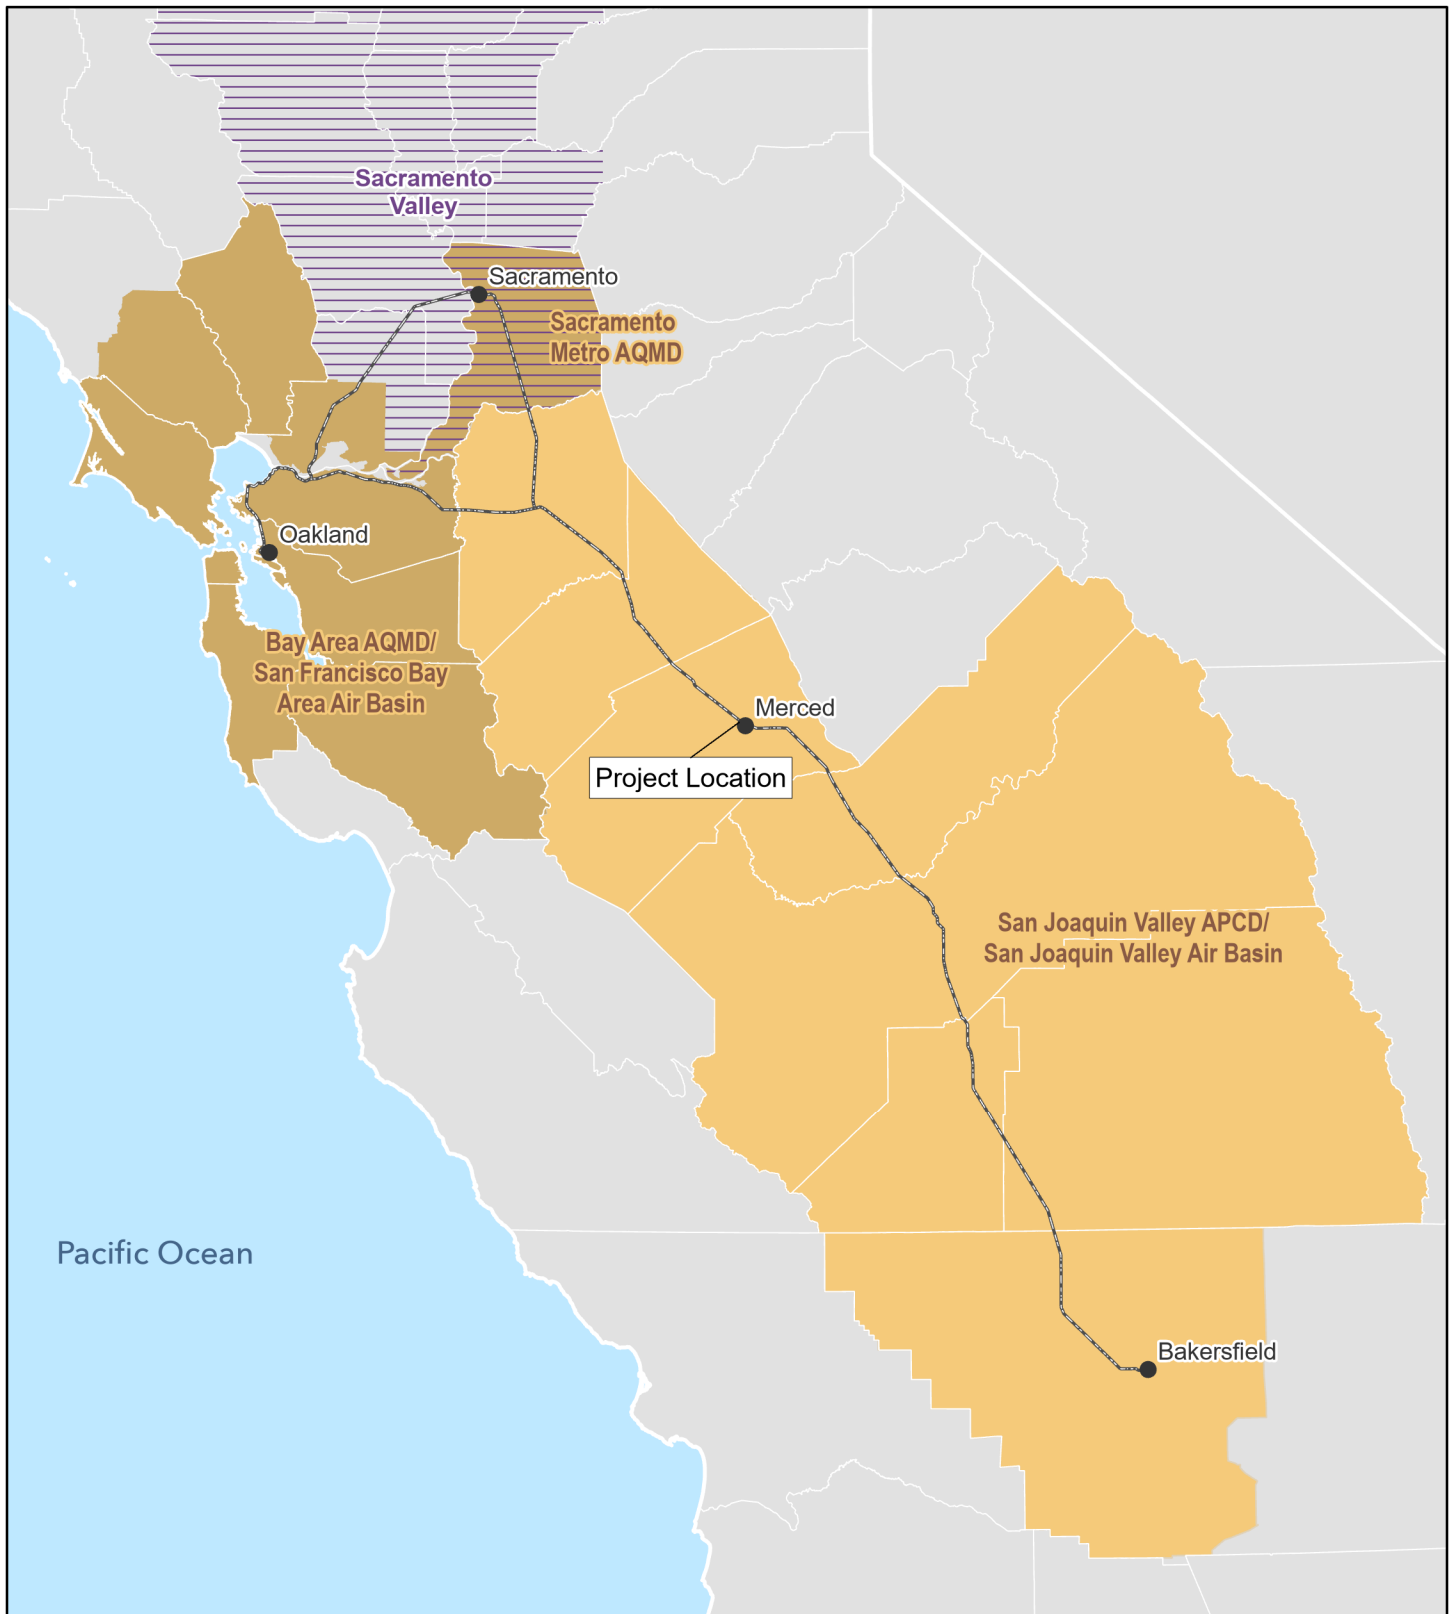 Sacramento
Valley
Sacramento
Sacramento
Metro AQMD
Oakland
Bay Area AQMD/
San Francisco Bay
Area Air Basin
Merced
Project Location
San Joaquin Valley APCD/
San Joaquin Valley Air Basin
Pacific Ocean
Bakersfield